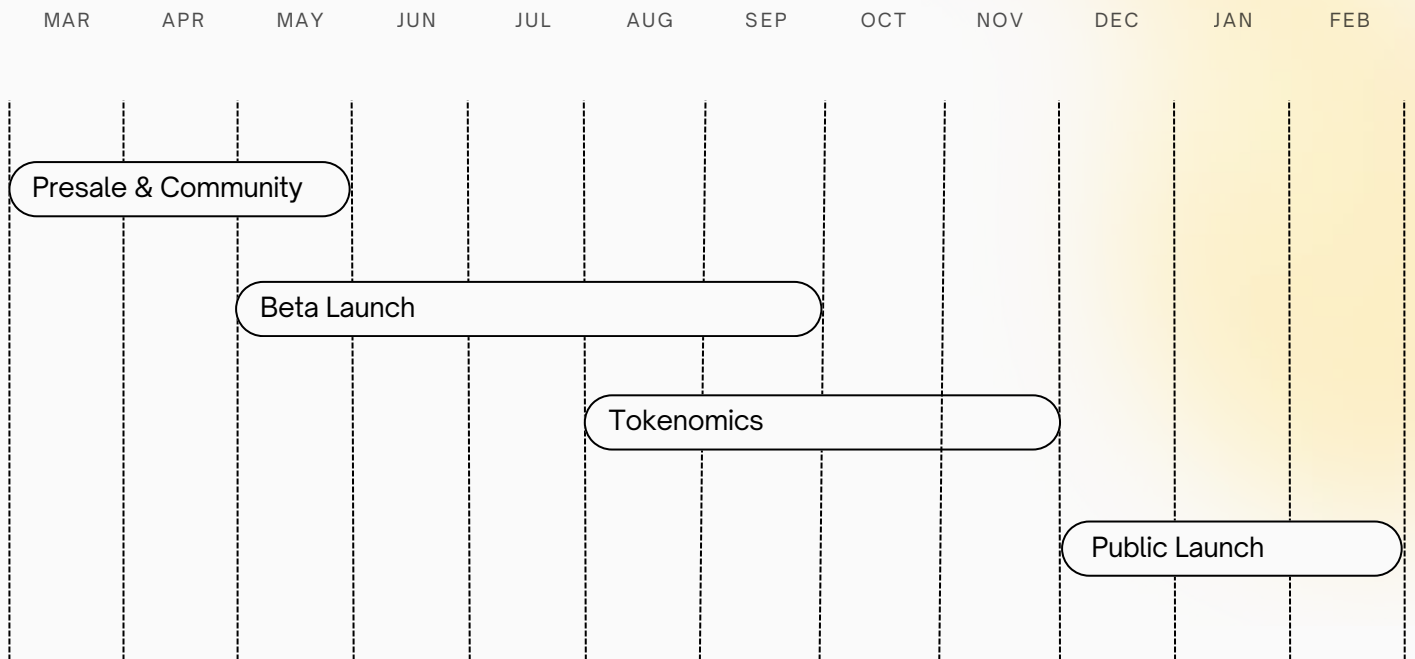 MAR APR MAY JUN JUL AUG SEP OCT NOV DEC JAN FEB
Presale & Community
Beta Launch
Tokenomics
Public Launch